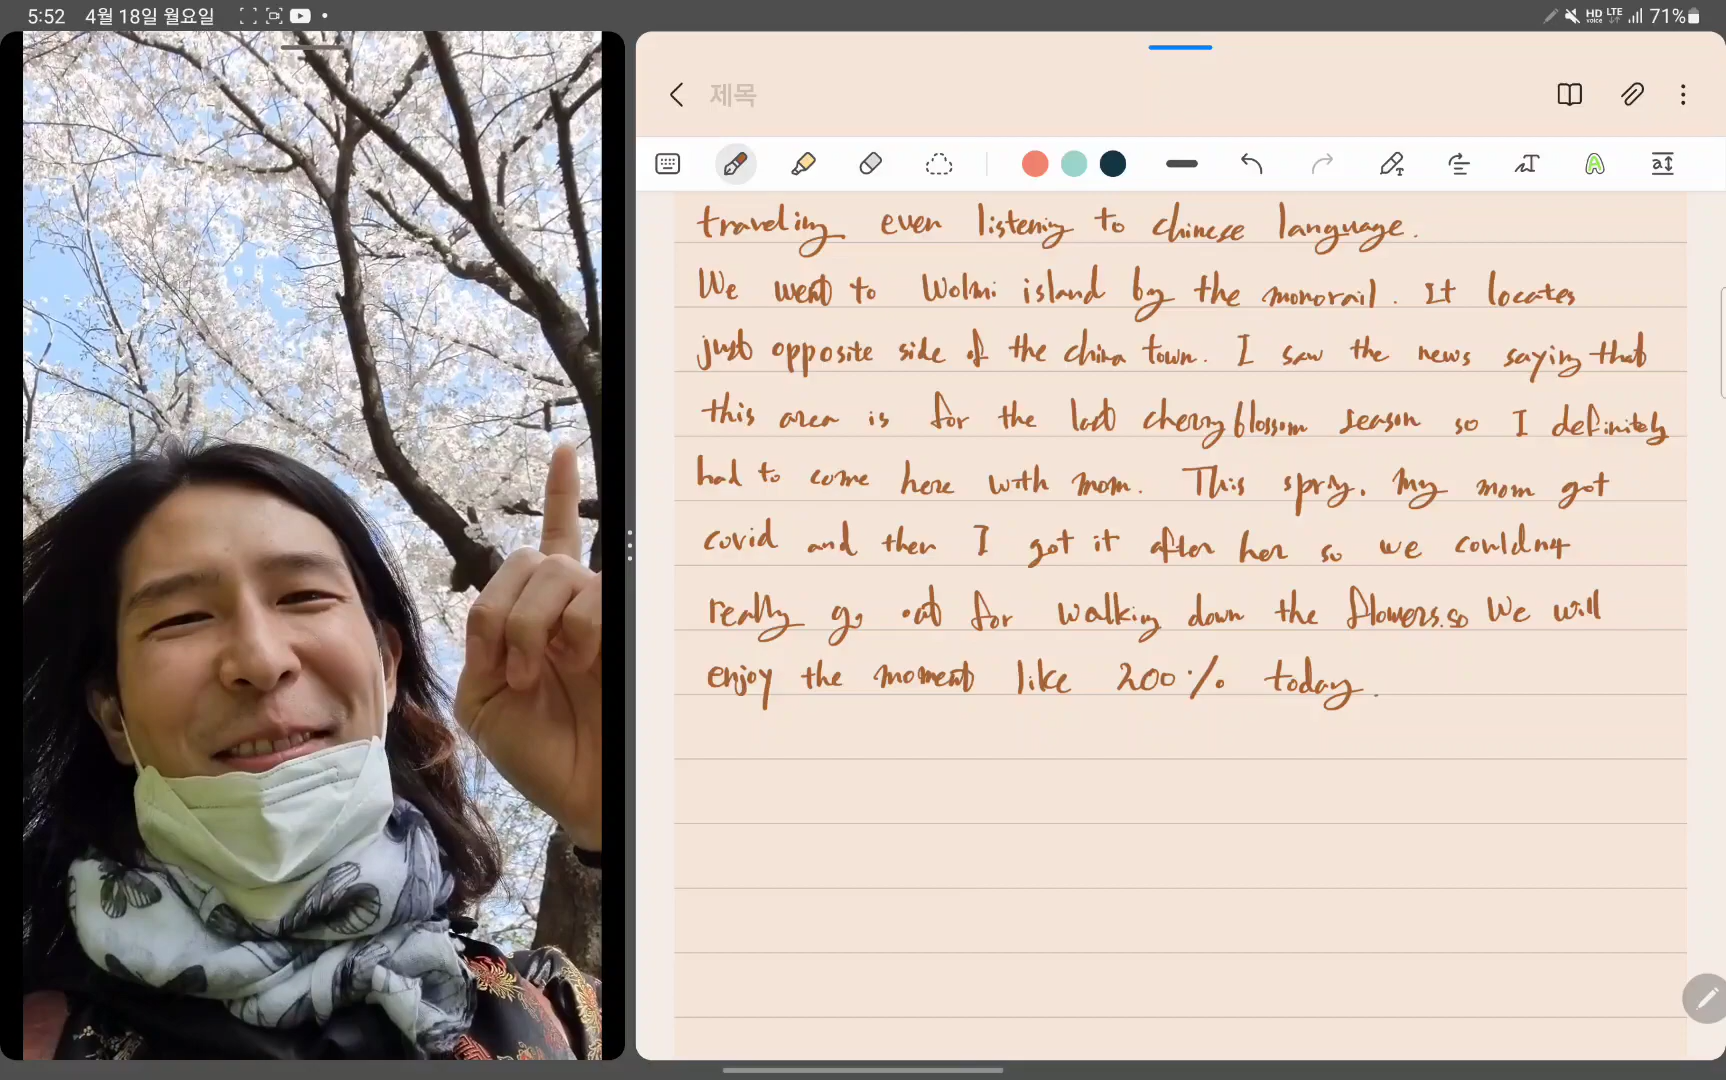 5:52 4월 18일 월요일
HD voice LTE 71%
제목
traveling even listening to chinese language.
We went to Wolmi island by the monorail. It locates
just opposite side of the china town. I saw the news saying that
this area is for the last cherry blossom season so I definitely
had to come here with mom. This spring, my mom got
covid and then I got it after her so we couldn't
really go out for walking down the flowers.so We will
enjoy the moment like 200% today.